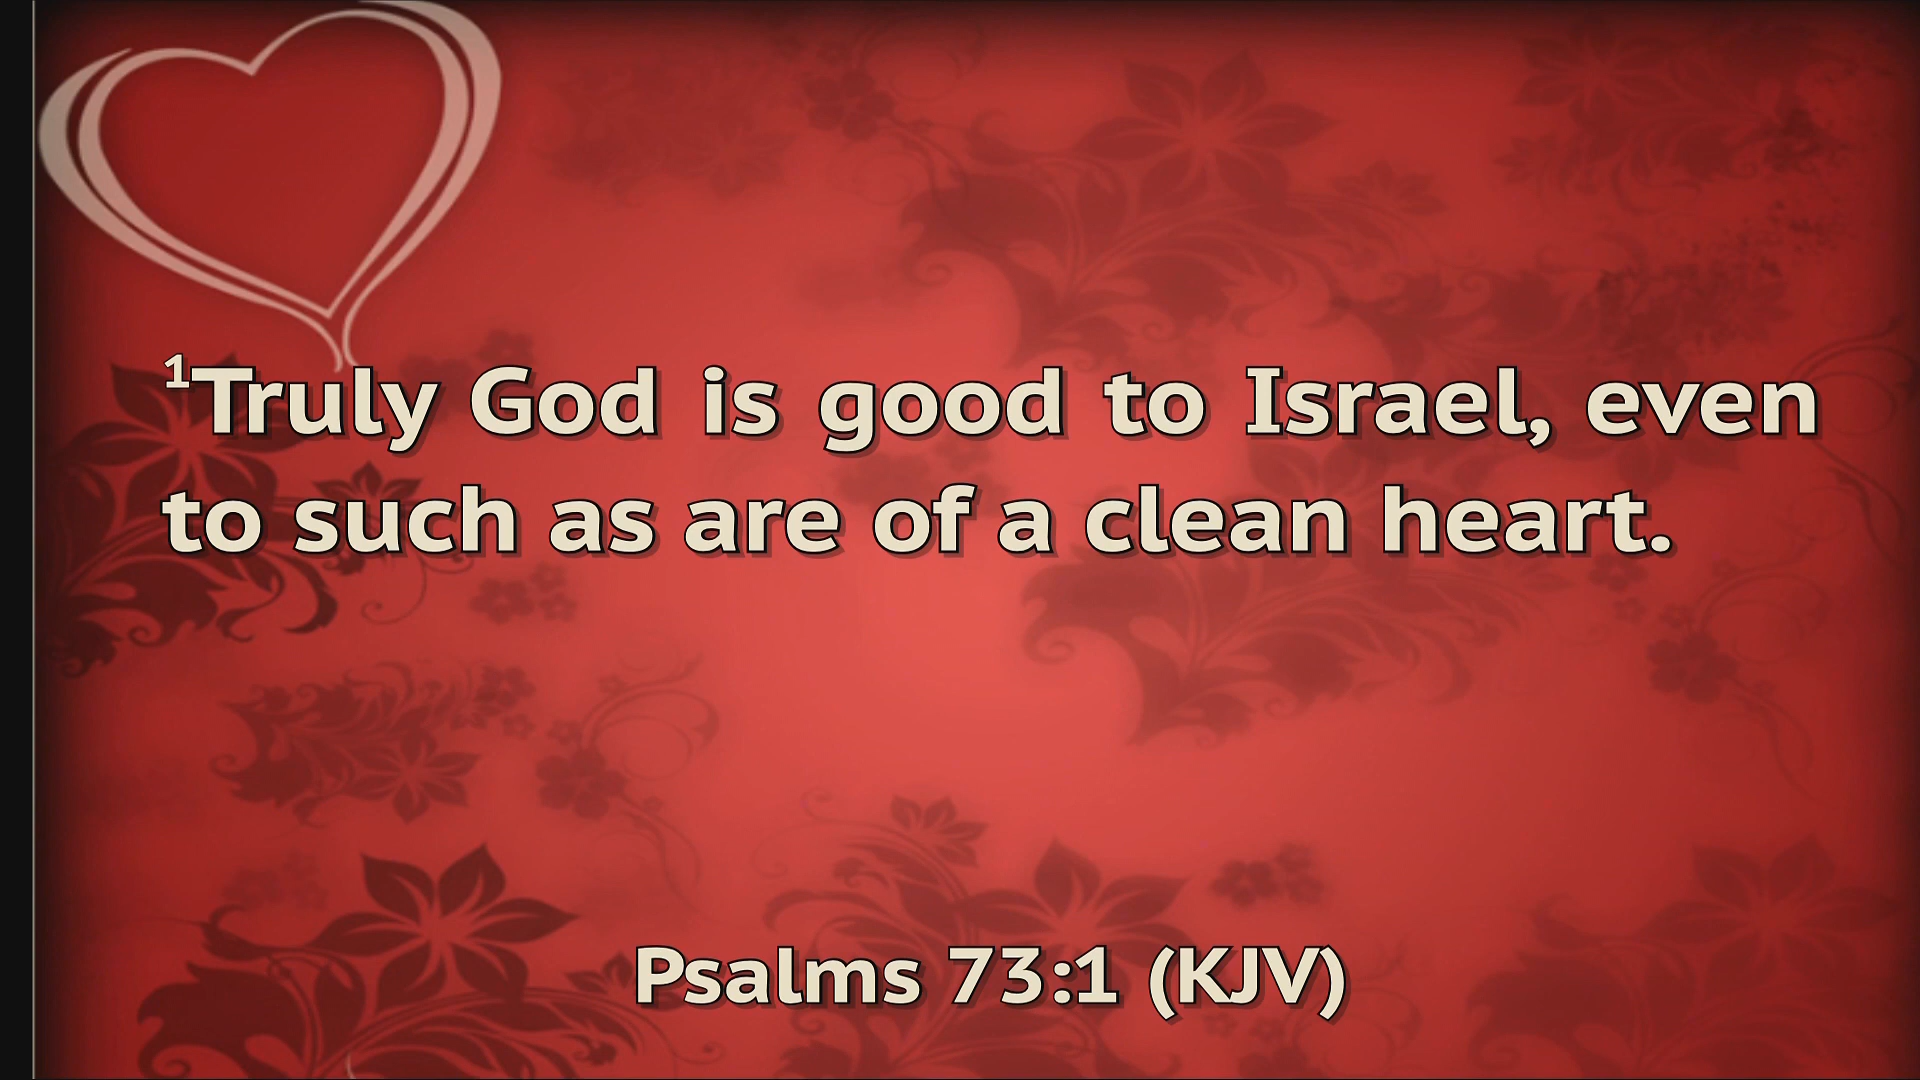 ¹Truly God is good to Israel, even
to such as are of a clean heart.
Psalms 73:1 (KJV)